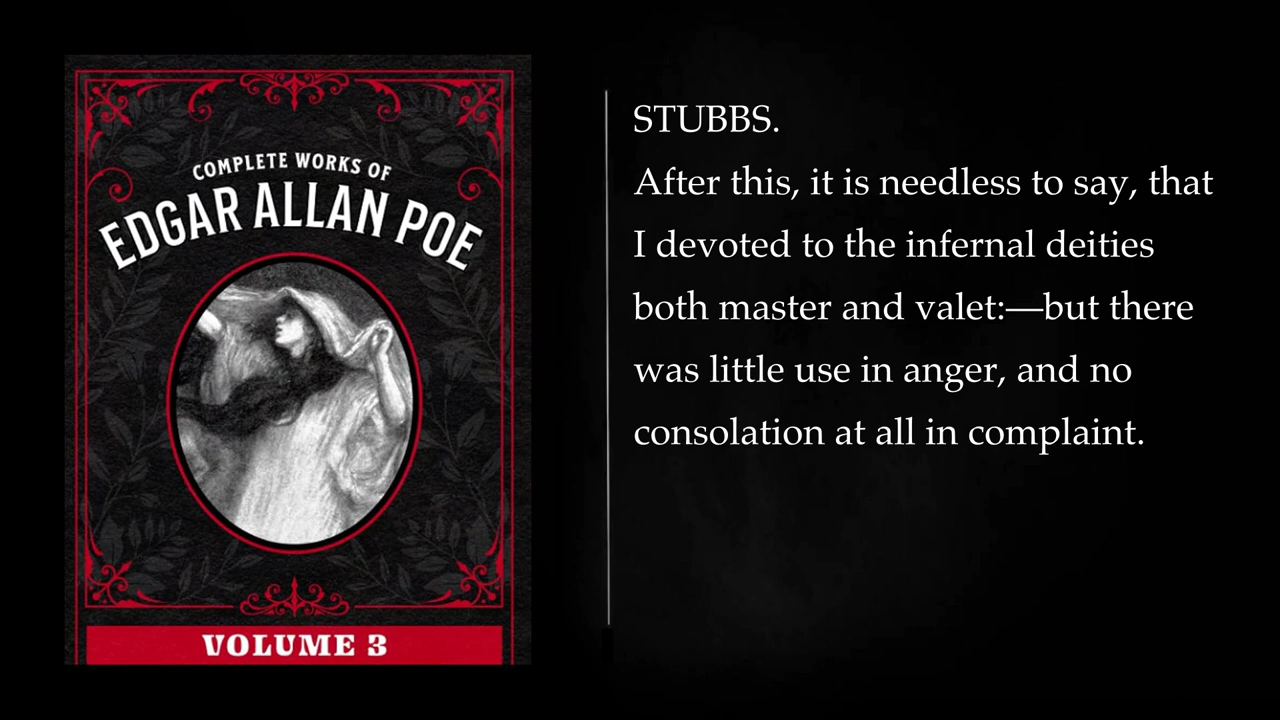 COMPLETE WORKS OF
EDGAR ALLAN POE
VOLUME 3
STUBBS.
After this, it is needless to say, that
I devoted to the infernal deities
both master and valet:—but there
was little use in anger, and no
consolation at all in complaint.